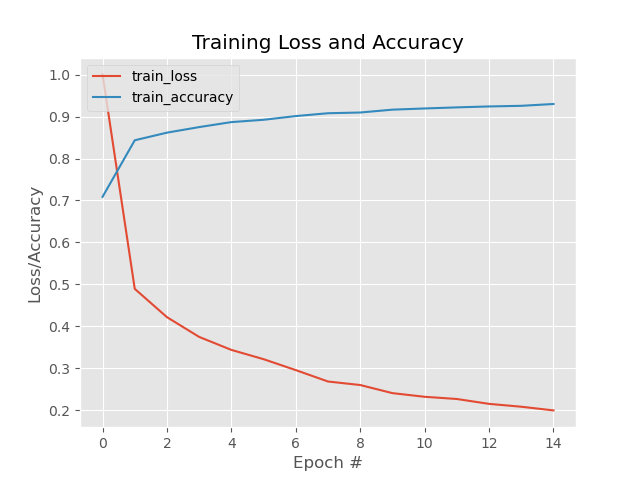 Training Loss and Accuracy
train_loss
train_accuracy
1.0
0.9
0.8
0.7
0.6
0.5
0.4
0.3
0.2
Loss/Accuracy
0 2 4 6 8 10 12 14
Epoch #